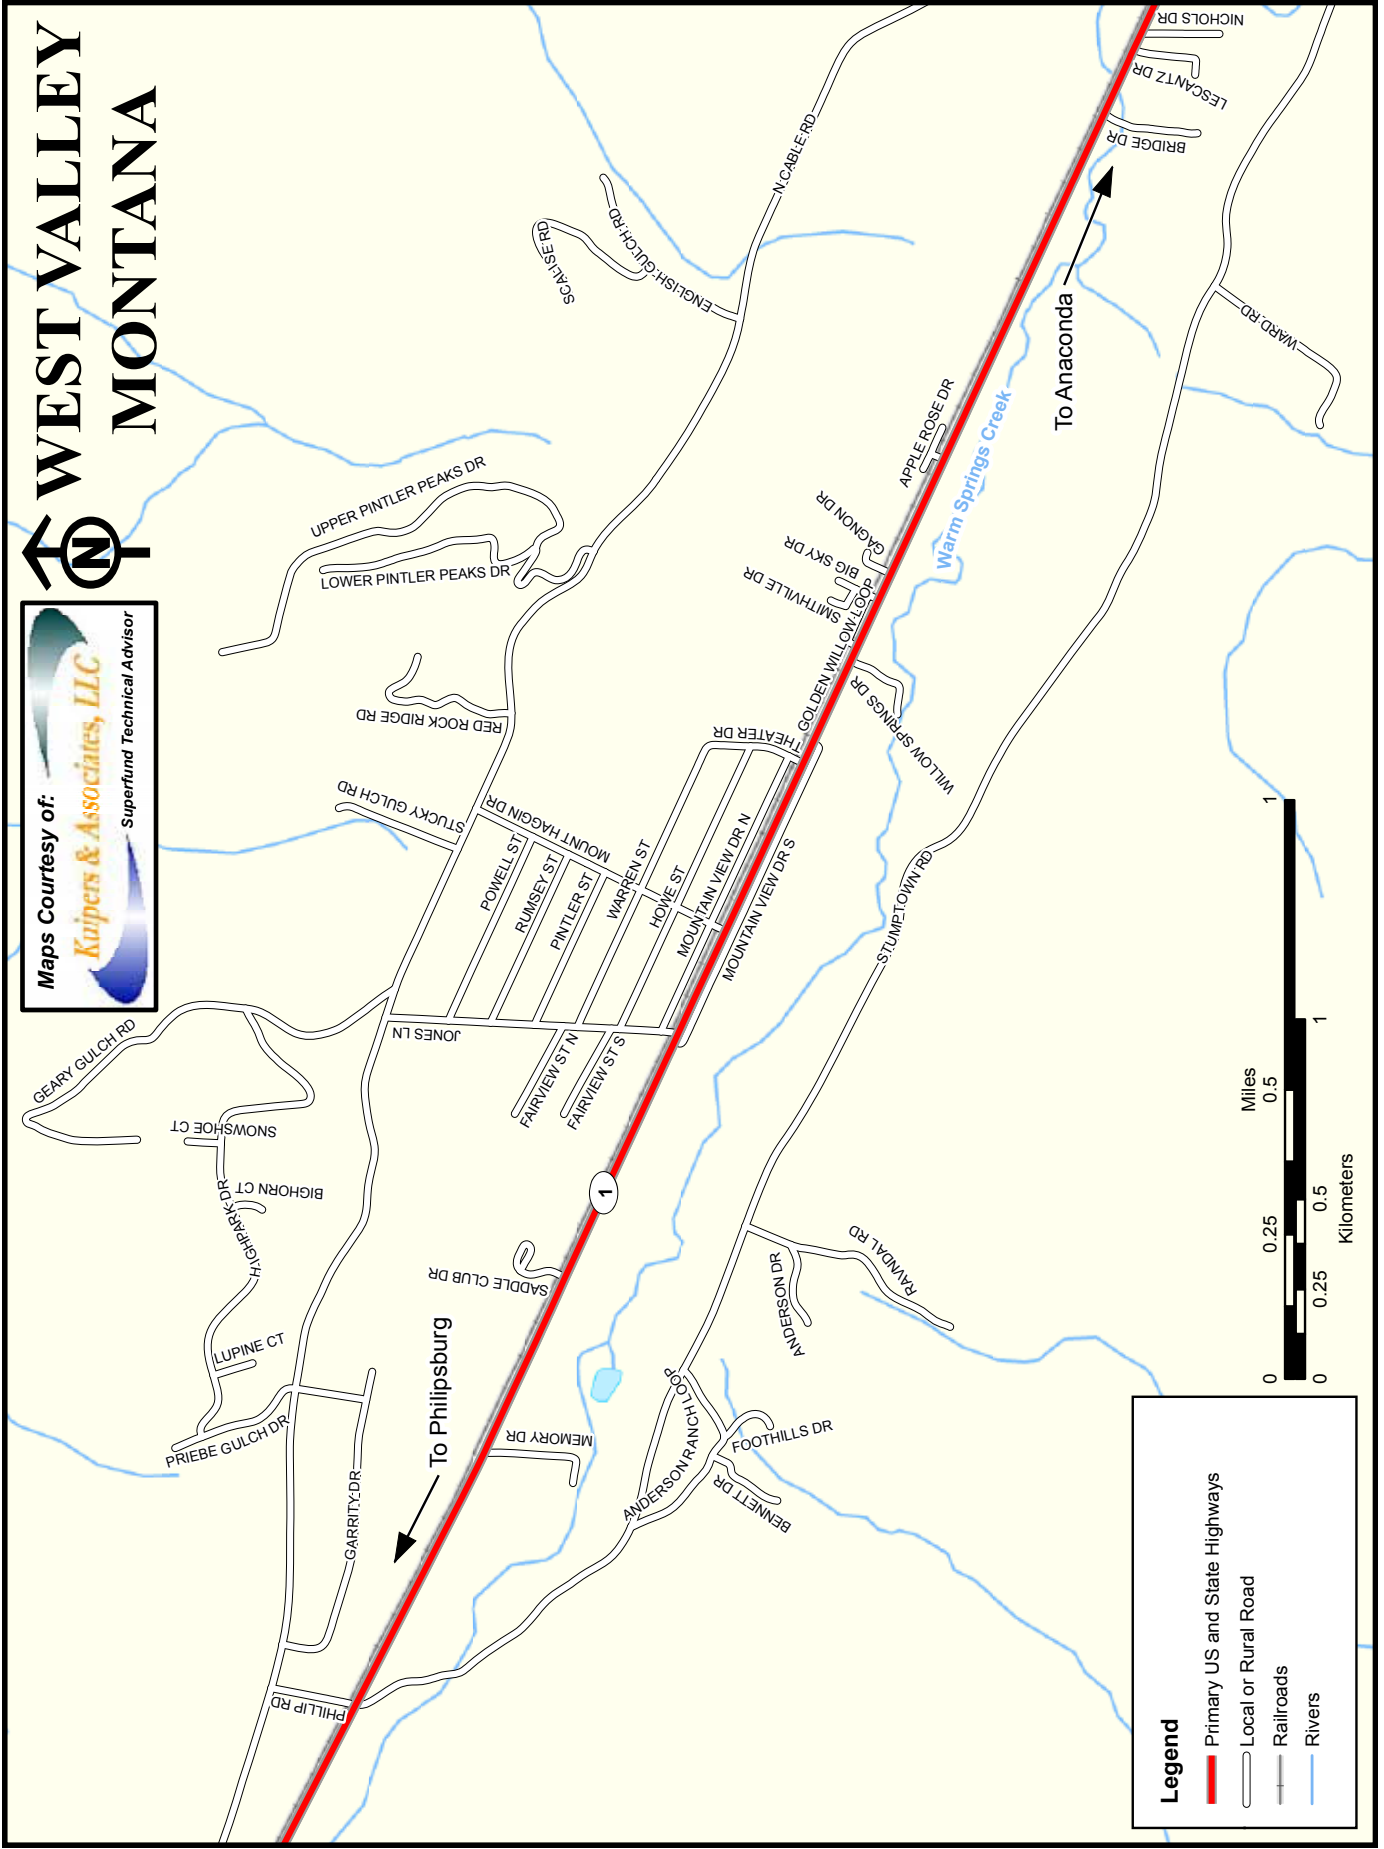 WEST VALLEY
MONTANA
N
Maps Courtesy of:
Kuipers & Associates, LLC
Superfund Technical Advisor
GEARY GULCH RD
SNOWSHOE CT
BIGHORN CT
HIGHPARK DR
LUPINE CT
PRIEBE GULCH DR
GARRITY DR
PHILLIP RD
To Philipsburg
SADDLE CLUB DR
MEMORY DR
1
JONES LN
FAIRVIEW ST N
FAIRVIEW ST S
STUCKY GULCH RD
RED ROCK RIDGE RD
UPPER PINTLER PEAKS DR
LOWER PINTLER PEAKS DR
SCALISE RD
ENGLISH GULCH RD
N CABLE RD
MOUNT HAGGIN DR
POWELL ST
RUMSEY ST
PINTLER ST
WARREN ST
HOWE ST
MOUNTAIN VIEW DR N
MOUNTAIN VIEW DR S
THEATER DR
GOLDEN WILLOW LOOP
SMITHVILLE DR
BIG SKY DR
GAGNON DR
APPLE ROSE DR
WILLOW SPRINGS DR
Warm Springs Creek
To Anaconda
NICHOLS DR
LESCANTZ DR
BRIDGE DR
WARD RD
STUMPTOWN RD
ANDERSON DR
RAVNDAL RD
ANDERSON RANCH LOOP
FOOTHILLS DR
BENNETT DR
Legend
Primary US and State Highways
Local or Rural Road
Railroads
Rivers
Miles
0 0.25 0.5 1
0 0.25 0.5 1
Kilometers